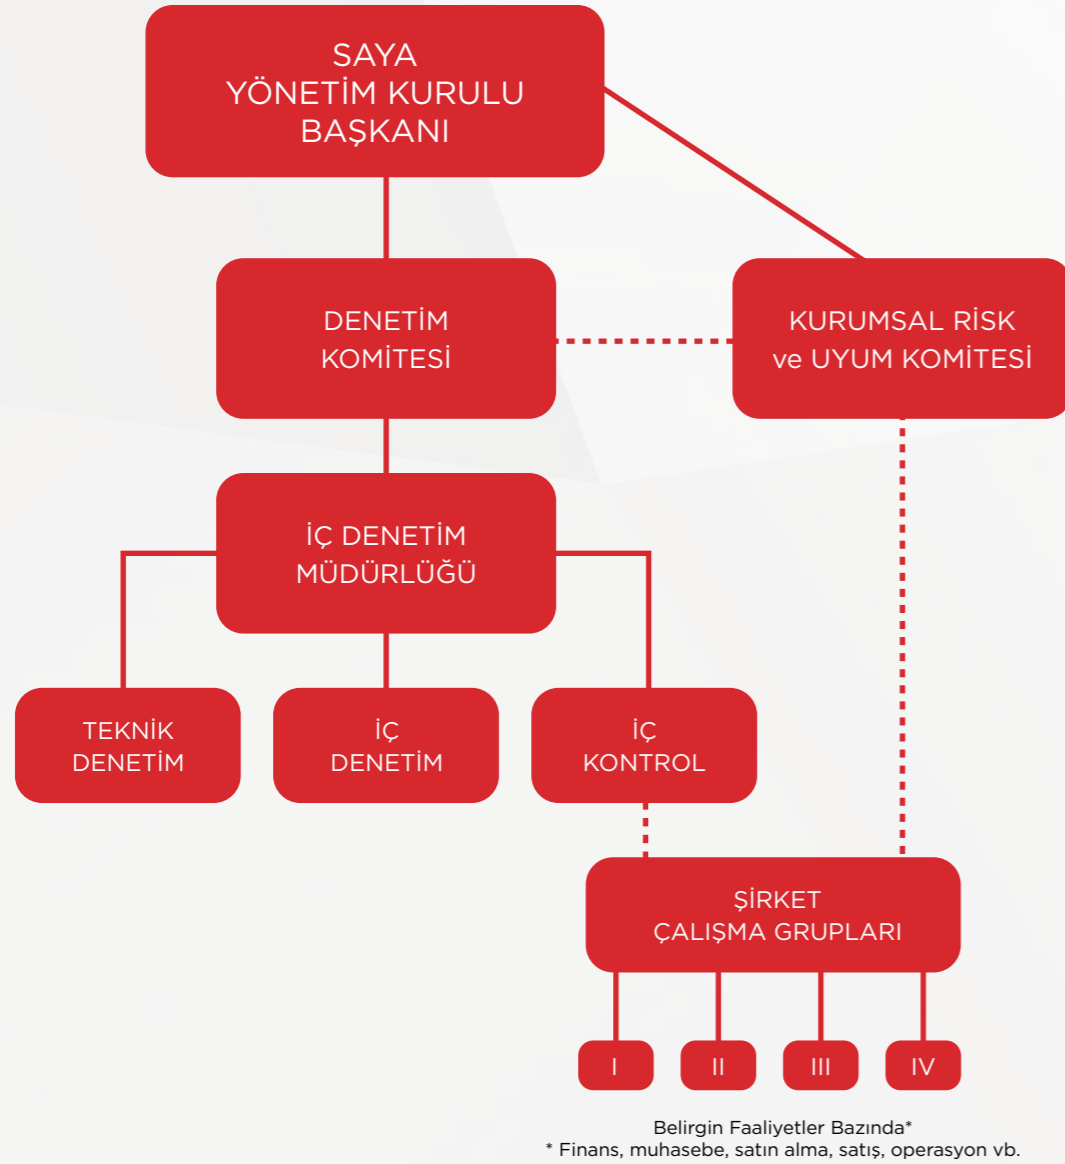 SAYA
YÖNETİM KURULU
BAŞKANI
DENETİM
KOMİTESİ
KURUMSAL RİSK
ve UYUM KOMİTESİ
İÇ DENETİM
MÜDÜRLÜĞÜ
TEKNİK
DENETİM
İÇ
DENETİM
İÇ
KONTROL
ŞİRKET
ÇALIŞMA GRUPLARI
I
II
III
IV
Belirgin Faaliyetler Bazında*
* Finans, muhasebe, satın alma, satış, operasyon vb.